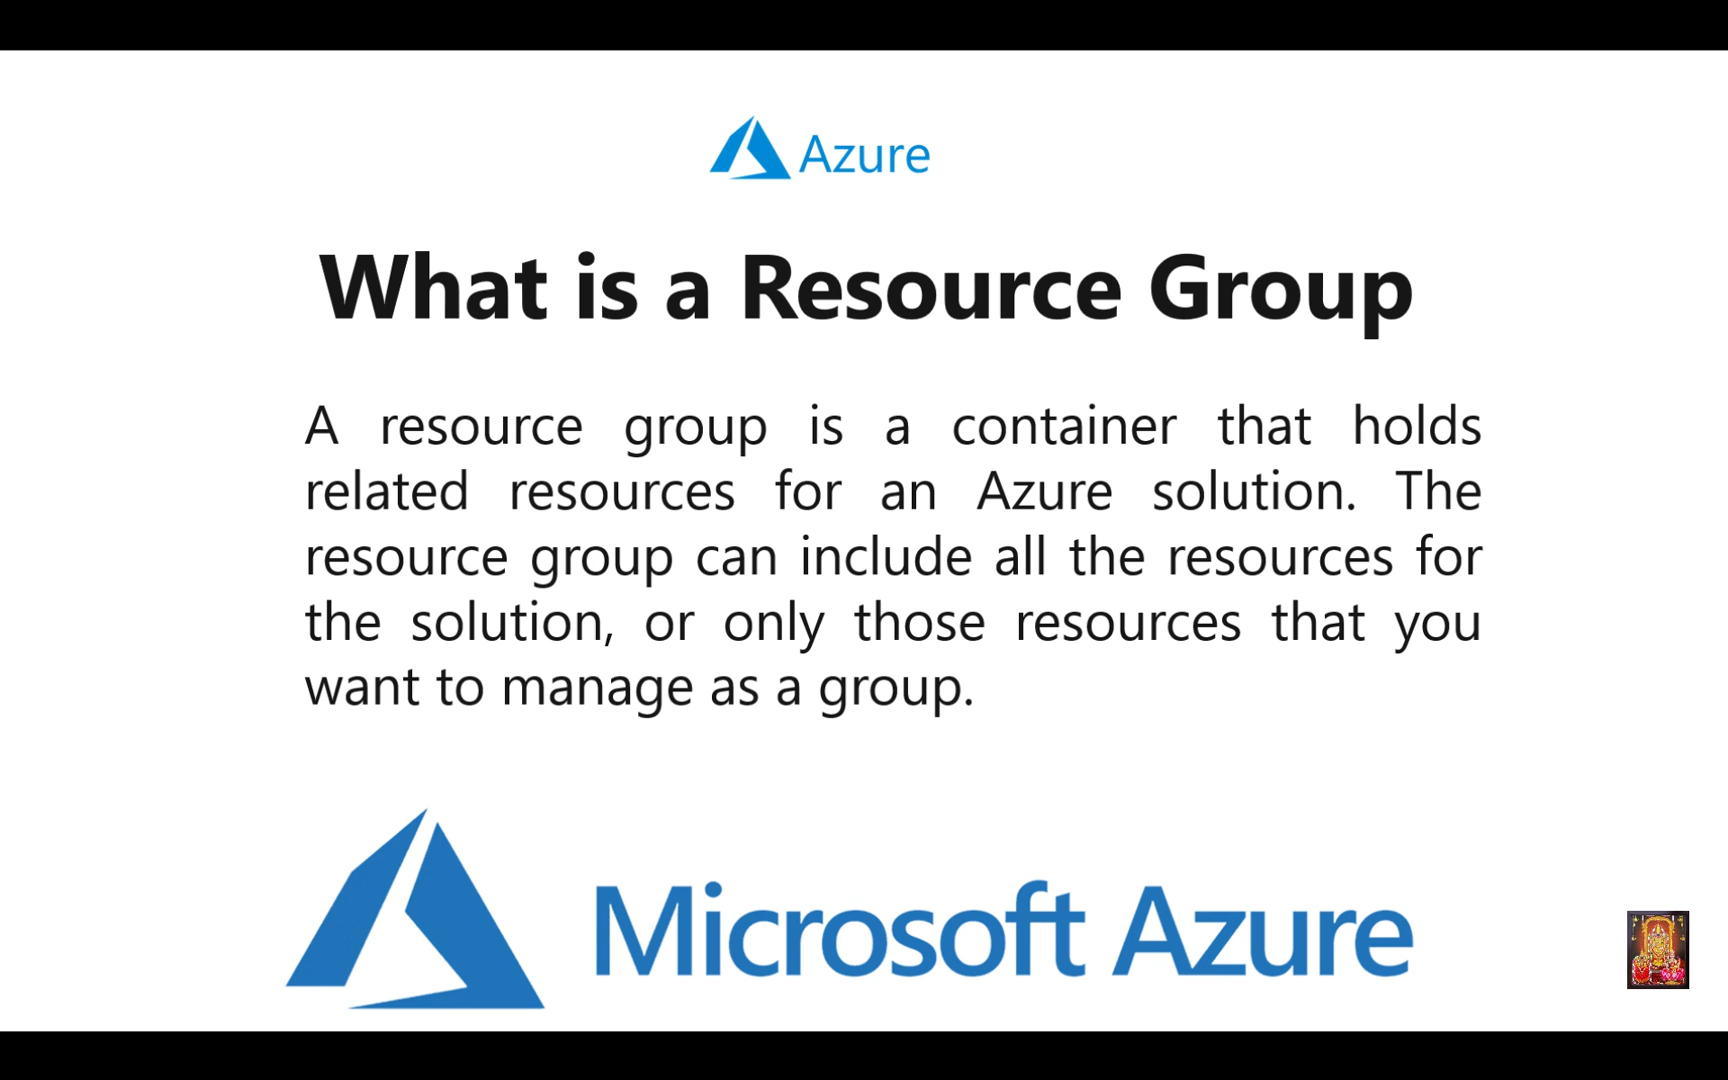 Azure
What is a Resource Group
A resource group is a container that holds
related resources for an Azure solution. The
resource group can include all the resources for
the solution, or only those resources that you
want to manage as a group.
Microsoft Azure